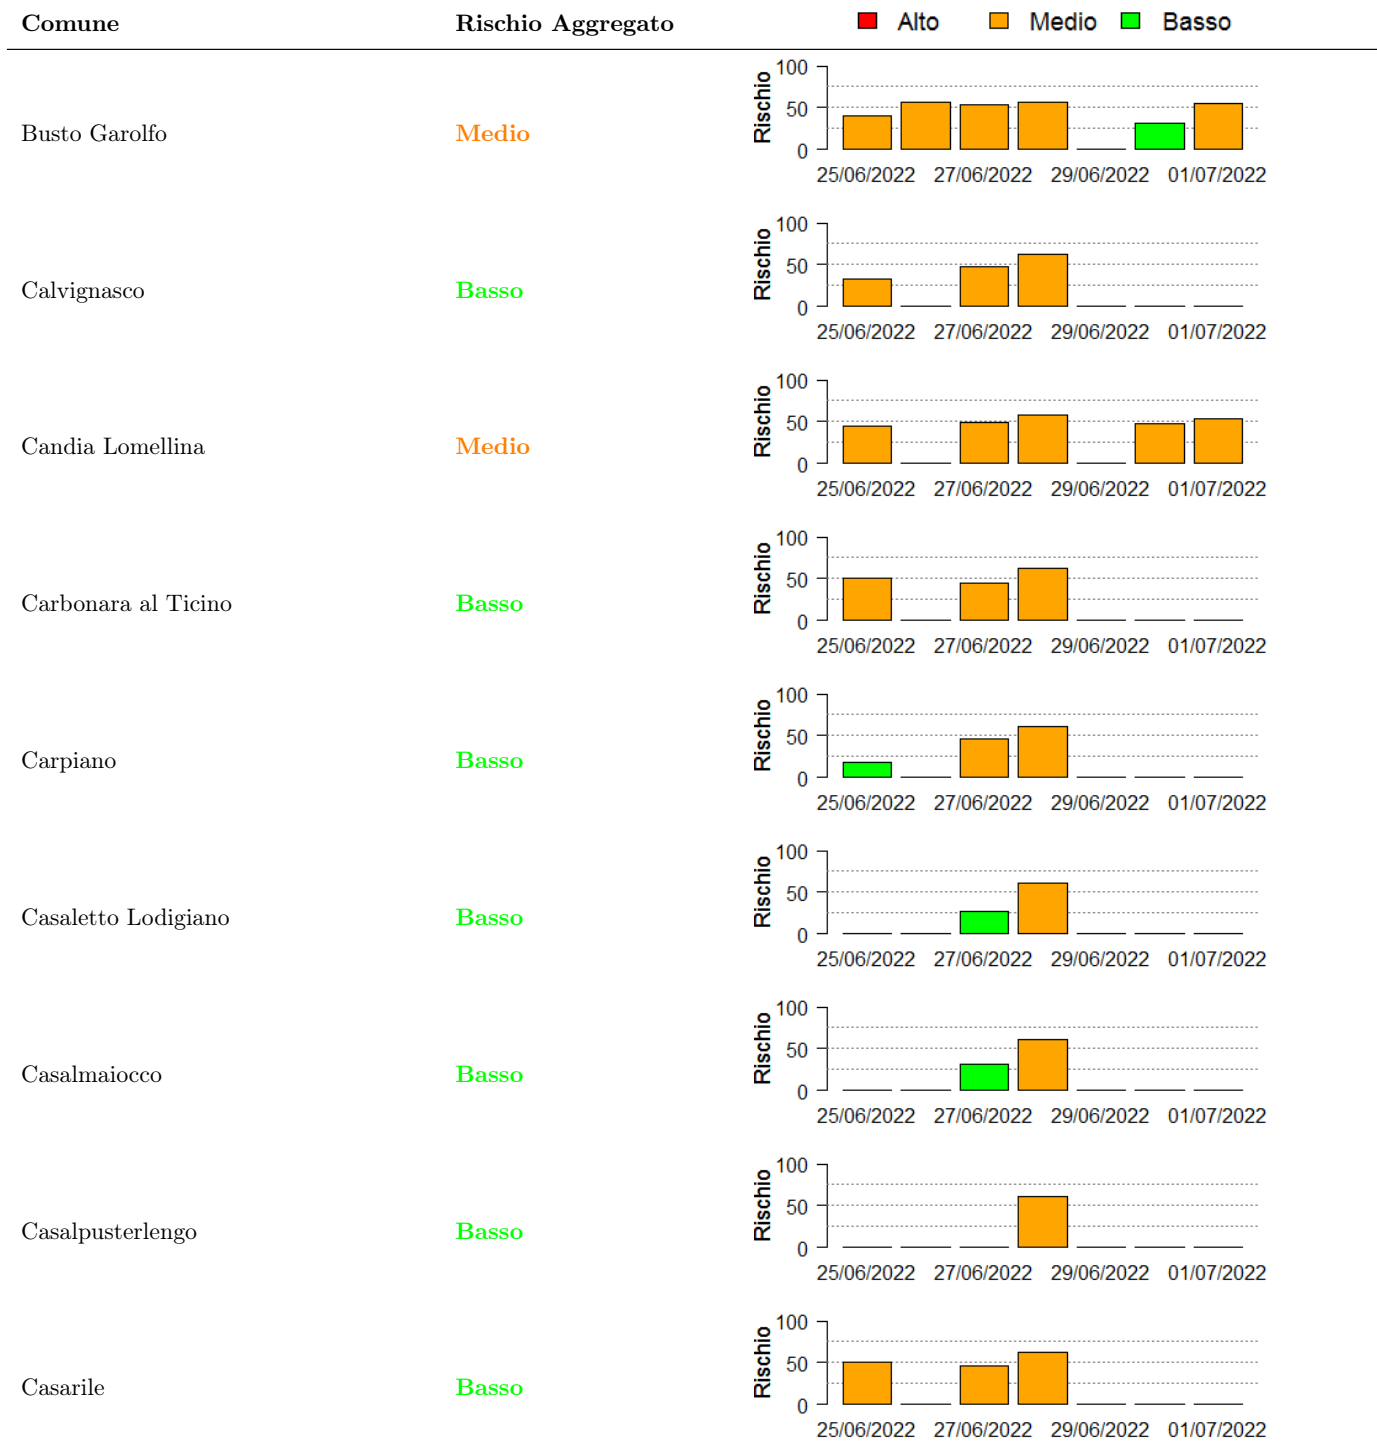 Comune Rischio Aggregato Alto Medio Basso
Busto Garolfo Medio Rischio 100 50 0
25/06/2022 27/06/2022 29/06/2022 01/07/2022
Calvignasco Basso Rischio 100 50 0
25/06/2022 27/06/2022 29/06/2022 01/07/2022
Candia Lomellina Medio Rischio 100 50 0
25/06/2022 27/06/2022 29/06/2022 01/07/2022
Carbonara al Ticino Basso Rischio 100 50 0
25/06/2022 27/06/2022 29/06/2022 01/07/2022
Carpiano Basso Rischio 100 50 0
25/06/2022 27/06/2022 29/06/2022 01/07/2022
Casaletto Lodigiano Basso Rischio 100 50 0
25/06/2022 27/06/2022 29/06/2022 01/07/2022
Casalmaiocco Basso Rischio 100 50 0
25/06/2022 27/06/2022 29/06/2022 01/07/2022
Casalpusterlengo Basso Rischio 100 50 0
25/06/2022 27/06/2022 29/06/2022 01/07/2022
Casarile Basso Rischio 100 50 0
25/06/2022 27/06/2022 29/06/2022 01/07/2022